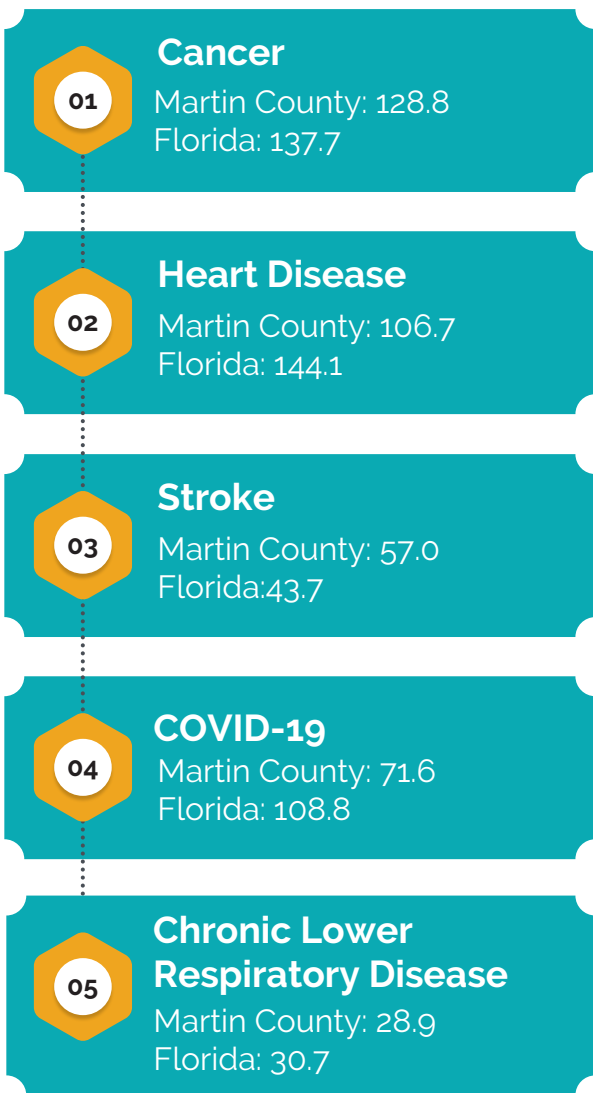 01
Cancer
Martin County: 128.8
Florida: 137.7
02
Heart Disease
Martin County: 106.7
Florida: 144.1
03
Stroke
Martin County: 57.0
Florida:43.7
04
COVID-19
Martin County: 71.6
Florida: 108.8
05
Chronic Lower
Respiratory Disease
Martin County: 28.9
Florida: 30.7